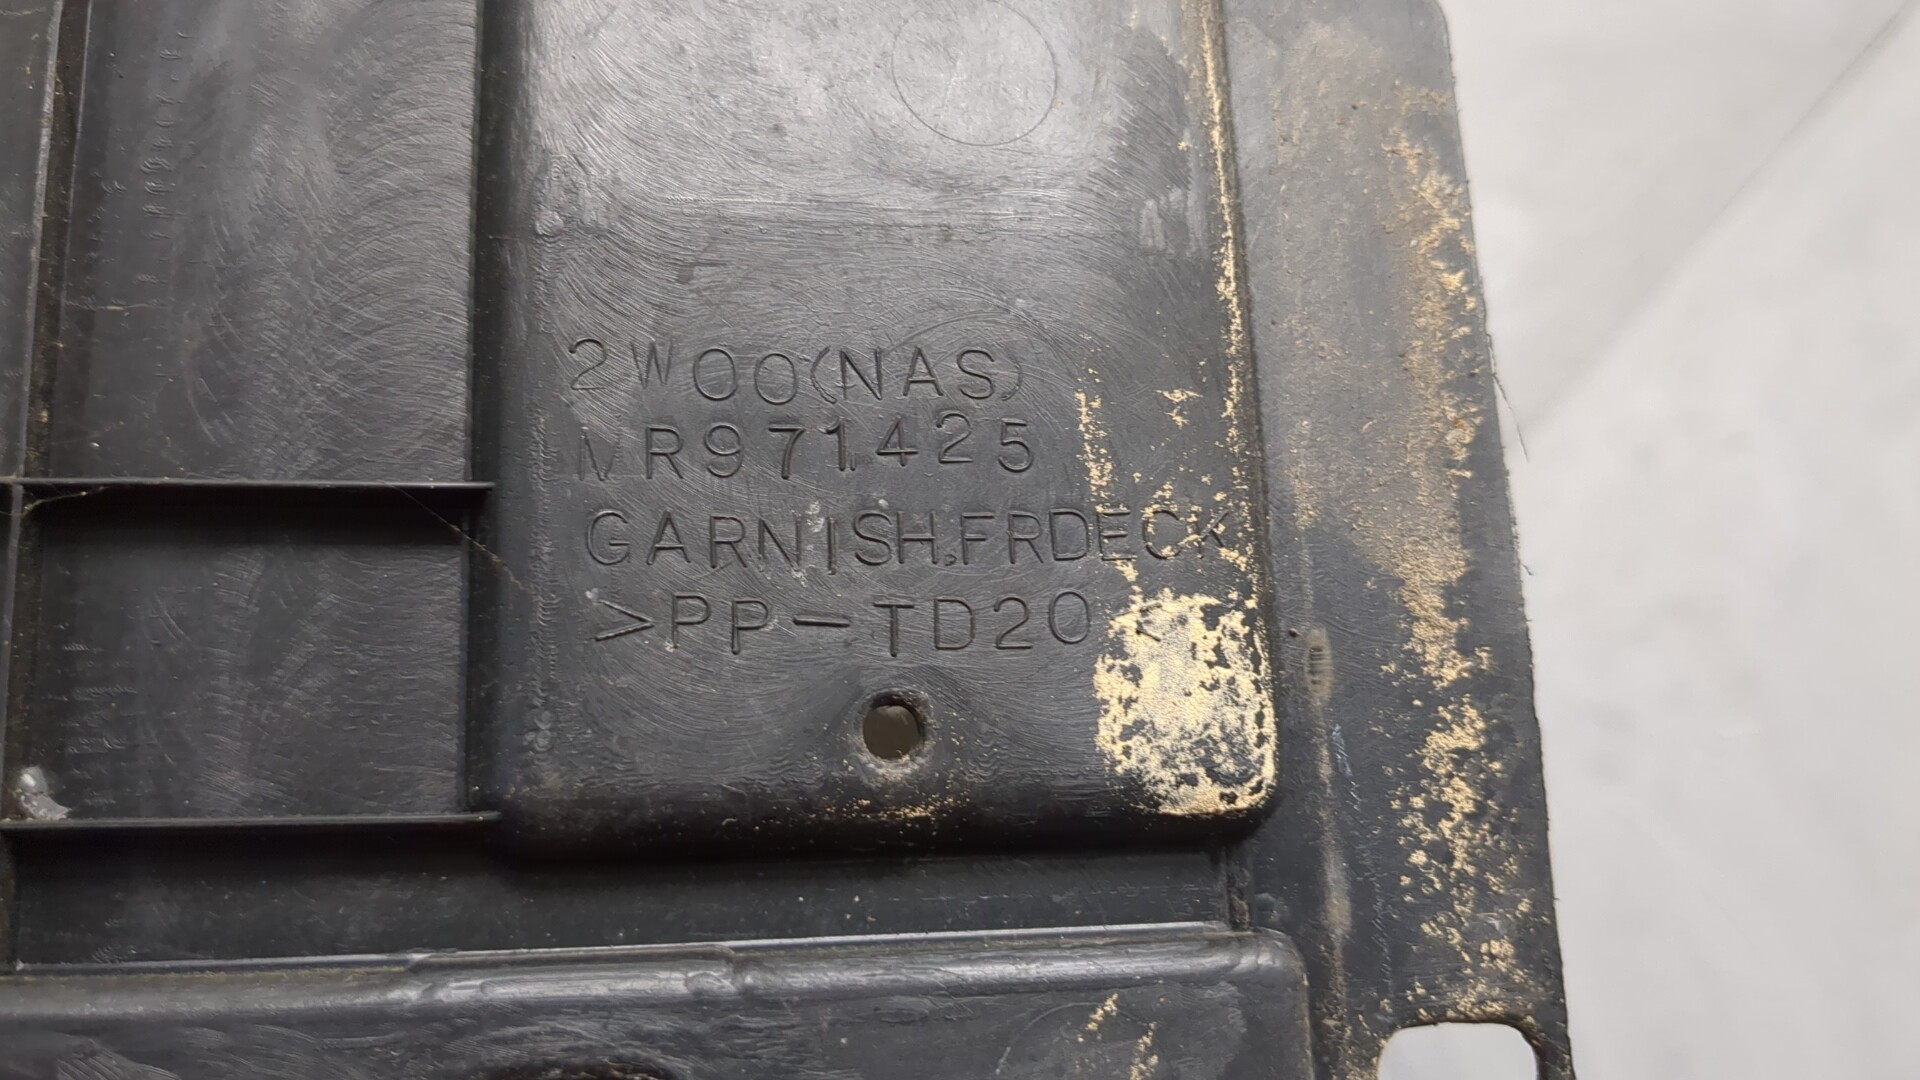 2W00(NAS)
MR971425
GARNISH,FRDECK
>PP-TD20<